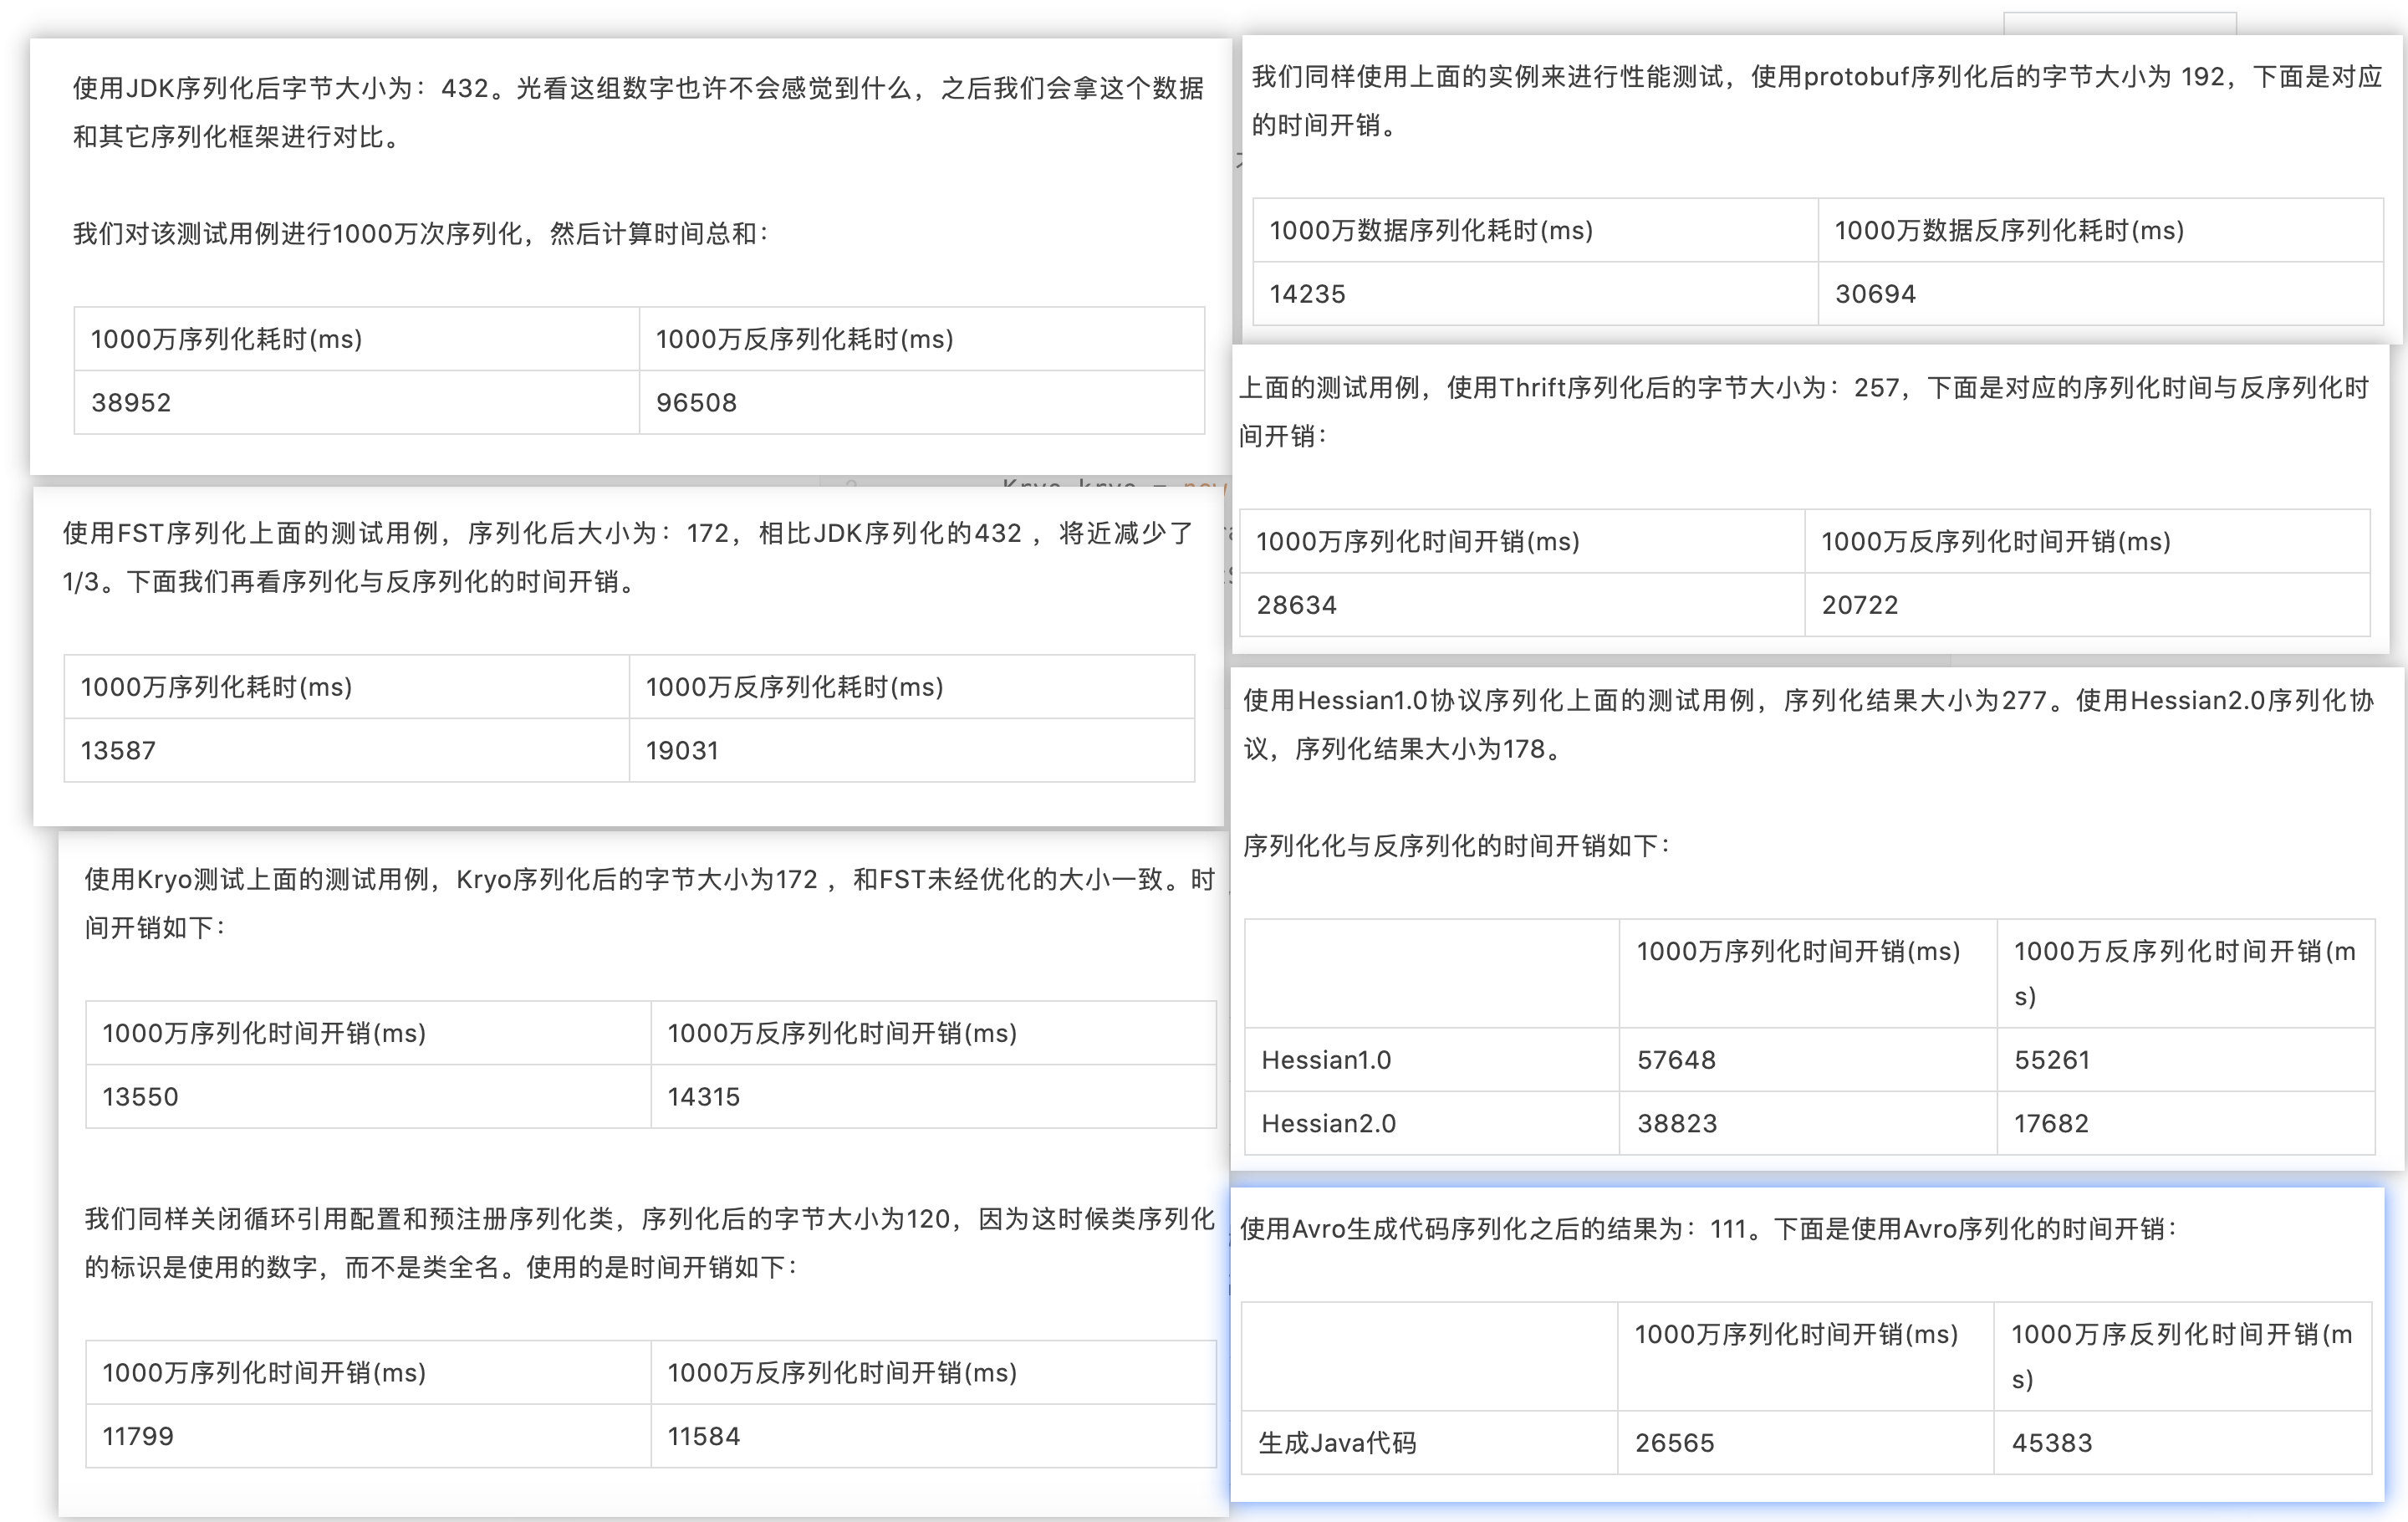 使用JDK序列化后字节大小为：432。光看这组数字也许不会感觉到什么，之后我们会拿这个数据
和其它序列化框架进行对比。
我们对该测试用例进行1000万次序列化，然后计算时间总和：
1000万序列化耗时(ms) 1000万反序列化耗时(ms)
38952 96508
Kryo kryo = new
使用FST序列化上面的测试用例，序列化后大小为：172，相比JDK序列化的432 ，将近减少了
1/3。下面我们再看序列化与反序列化的时间开销。
1000万序列化耗时(ms) 1000万反序列化耗时(ms)
13587 19031
使用Kryo测试上面的测试用例，Kryo序列化后的字节大小为172 ，和FST未经优化的大小一致。时
间开销如下：
1000万序列化时间开销(ms) 1000万反序列化时间开销(ms)
13550 14315
我们同样关闭循环引用配置和预注册序列化类，序列化后的字节大小为120，因为这时候类序列化
的标识是使用的数字，而不是类全名。使用的是时间开销如下：
1000万序列化时间开销(ms) 1000万反序列化时间开销(ms)
11799 11584
我们同样使用上面的实例来进行性能测试，使用protobuf序列化后的字节大小为 192，下面是对应
的时间开销。
1000万数据序列化耗时(ms) 1000万数据反序列化耗时(ms)
14235 30694
上面的测试用例，使用Thrift序列化后的字节大小为：257，下面是对应的序列化时间与反序列化时
间开销：
1000万序列化时间开销(ms) 1000万反序列化时间开销(ms)
28634 20722
使用Hessian1.0协议序列化上面的测试用例，序列化结果大小为277。使用Hessian2.0序列化协
议，序列化结果大小为178。
序列化化与反序列化的时间开销如下：
1000万序列化时间开销(ms) 1000万反序列化时间开销(m
s)
Hessian1.0 57648 55261
Hessian2.0 38823 17682
使用Avro生成代码序列化之后的结果为：111。下面是使用Avro序列化的时间开销：
1000万序列化时间开销(ms) 1000万序反列化时间开销(m
s)
生成Java代码 26565 45383